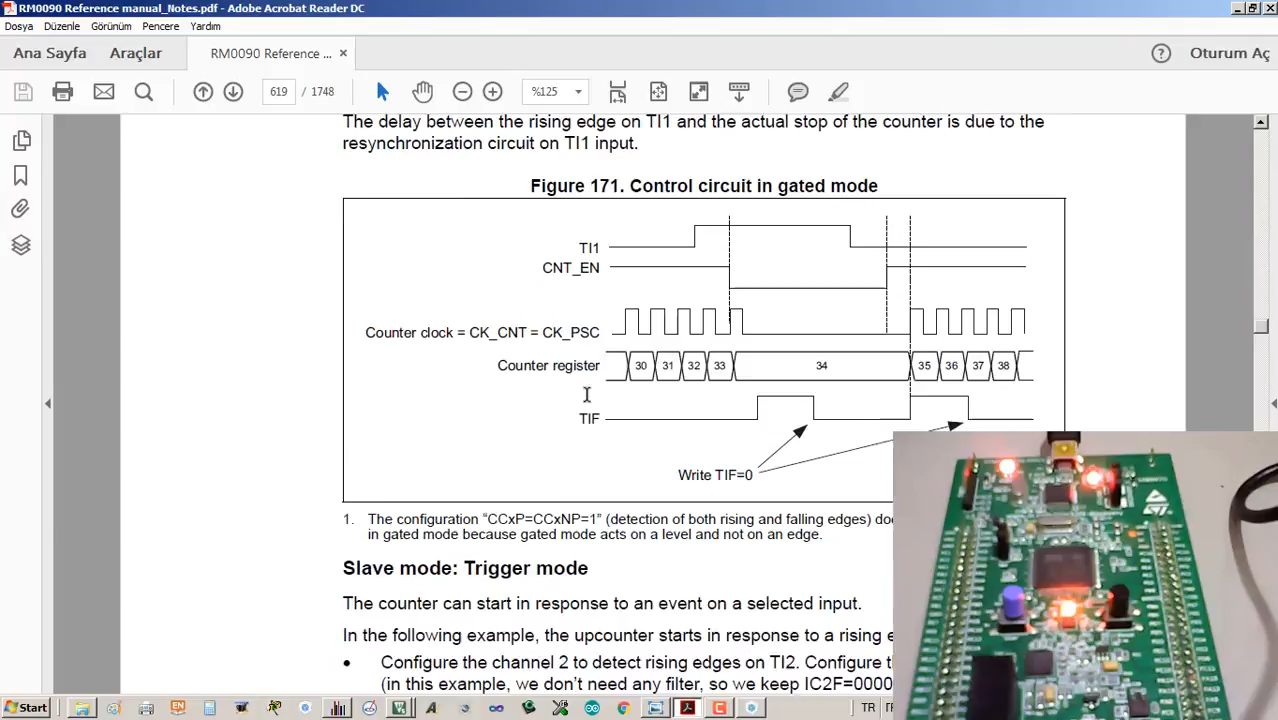 RM0090 Reference manual_Notes.pdf - Adobe Acrobat Reader DC
Dosya Düzenle Görünüm Pencere Yardım
Ana Sayfa Araçlar RM0090 Reference ... × Oturum Aç
619 / 1748 %125
The delay between the rising edge on TI1 and the actual stop of the counter is due to the
resynchronization circuit on TI1 input.
Figure 171. Control circuit in gated mode
TI1
CNT_EN
Counter clock = CK_CNT = CK_PSC
Counter register 30 31 32 33 34 35 36 37 38
TIF
Write TIF=0
1. The configuration “CCxP=CCxNP=1” (detection of both rising and falling edges) doe
in gated mode because gated mode acts on a level and not on an edge.
Slave mode: Trigger mode
The counter can start in response to an event on a selected input.
In the following example, the upcounter starts in response to a rising e
• Configure the channel 2 to detect rising edges on TI2. Configure th
(in this example, we don’t need any filter, so we keep IC2F=0000
Start TR